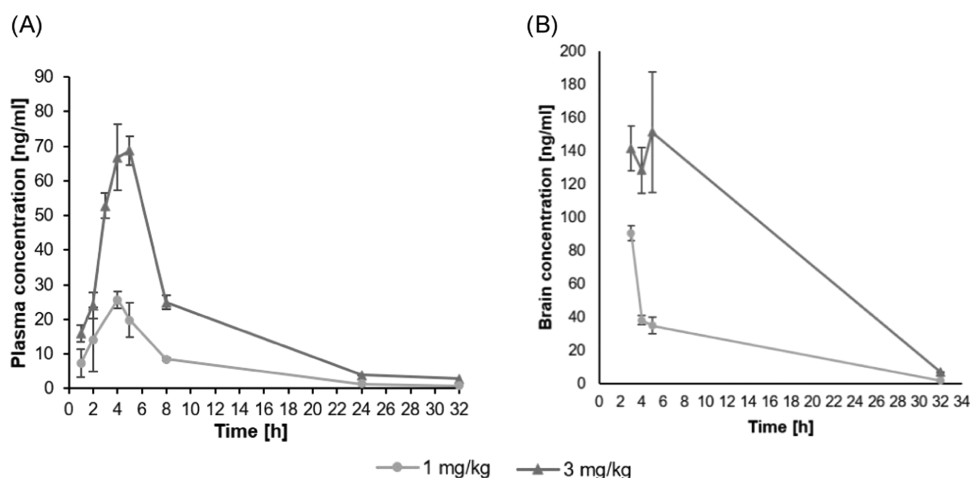 (A)
Plasma concentration [ng/ml]
90
80
70
60
50
40
30
20
10
0
0 2 4 6 8 10 12 14 16 18 20 22 24 26 28 30 32
Time [h]
(B)
Brain concentration [ng/ml]
200
180
160
140
120
100
80
60
40
20
0
0 2 4 6 8 10 12 14 16 18 20 22 24 26 28 30 32 34
Time [h]
1 mg/kg 3 mg/kg